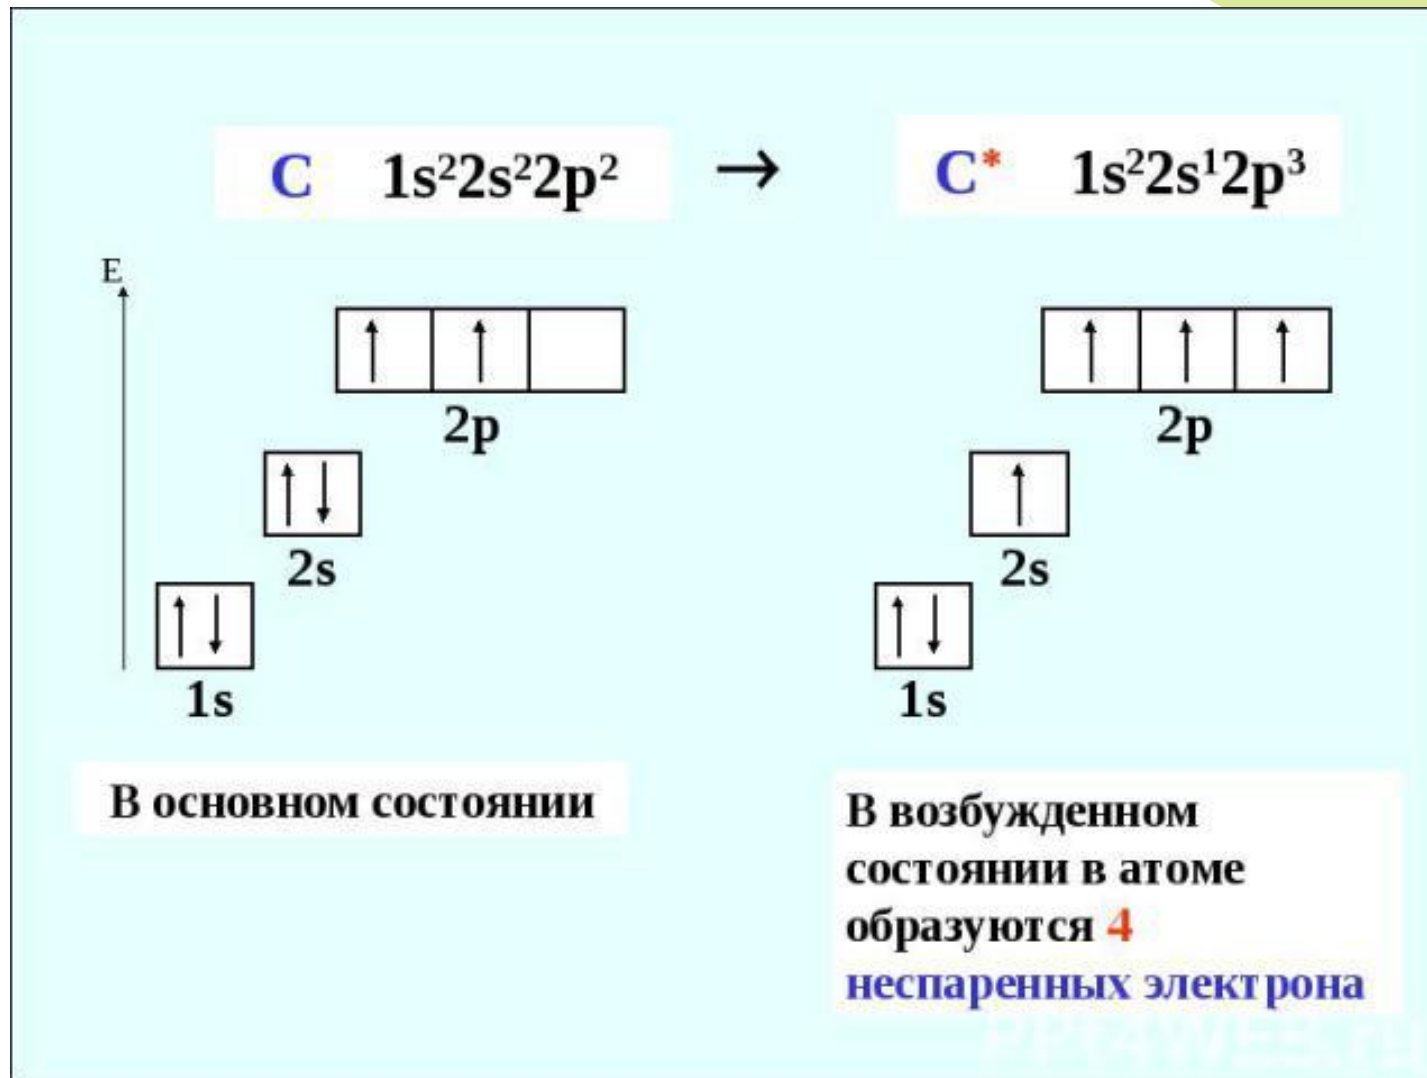 C 1s²2s²2p² → C* 1s²2s¹2p³
E
2p 2p
2s 2s
1s 1s
В основном состоянии
В возбужденном
состоянии в атоме
образуются 4
неспаренных электрона